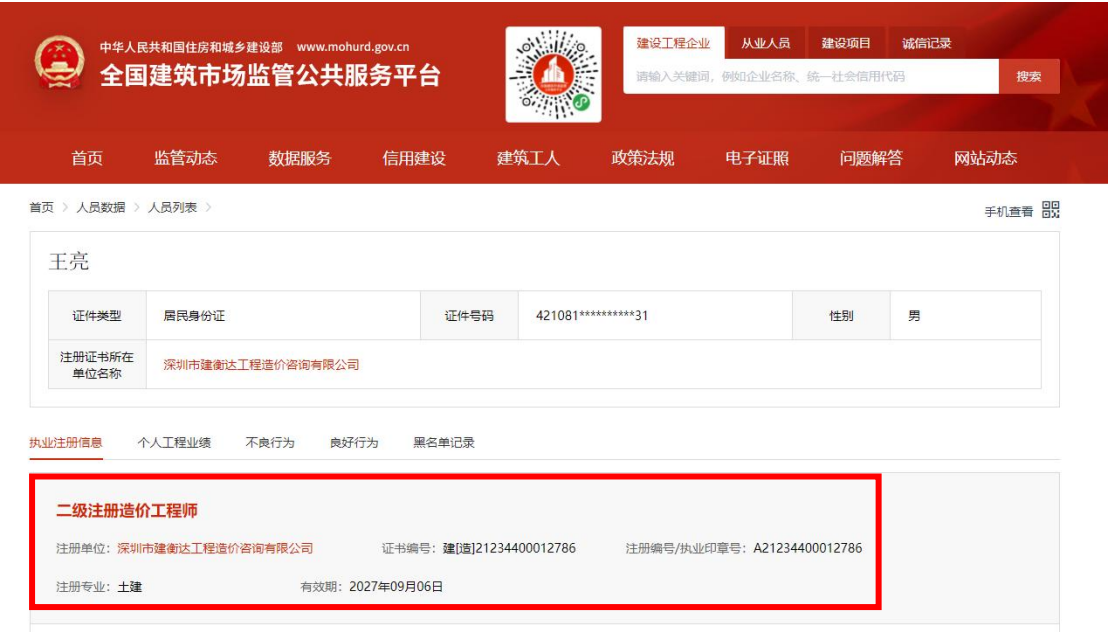 中华人民共和国住房和城乡建设部 www.mohurd.gov.cn
全国建筑市场监管公共服务平台
建设工程企业 从业人员 建设项目 诚信记录
请输入关键词，例如企业名称、统一社会信用代码 搜索
首页 监管动态 数据服务 信用建设 建筑工人 政策法规 电子证照 问题解答 网站动态
首页 > 人员数据 > 人员列表 >
手机查看
王亮
证件类型 居民身份证 证件号码 421081**********31 性别 男
注册证书所在
单位名称
深圳市建衡达工程造价咨询有限公司
执业注册信息 个人工程业绩 不良行为 良好行为 黑名单记录
二级注册造价工程师
注册单位：深圳市建衡达工程造价咨询有限公司 证书编号：建[造]21234400012786 注册编号/执业印章号：A21234400012786
注册专业：土建 有效期：2027年09月06日